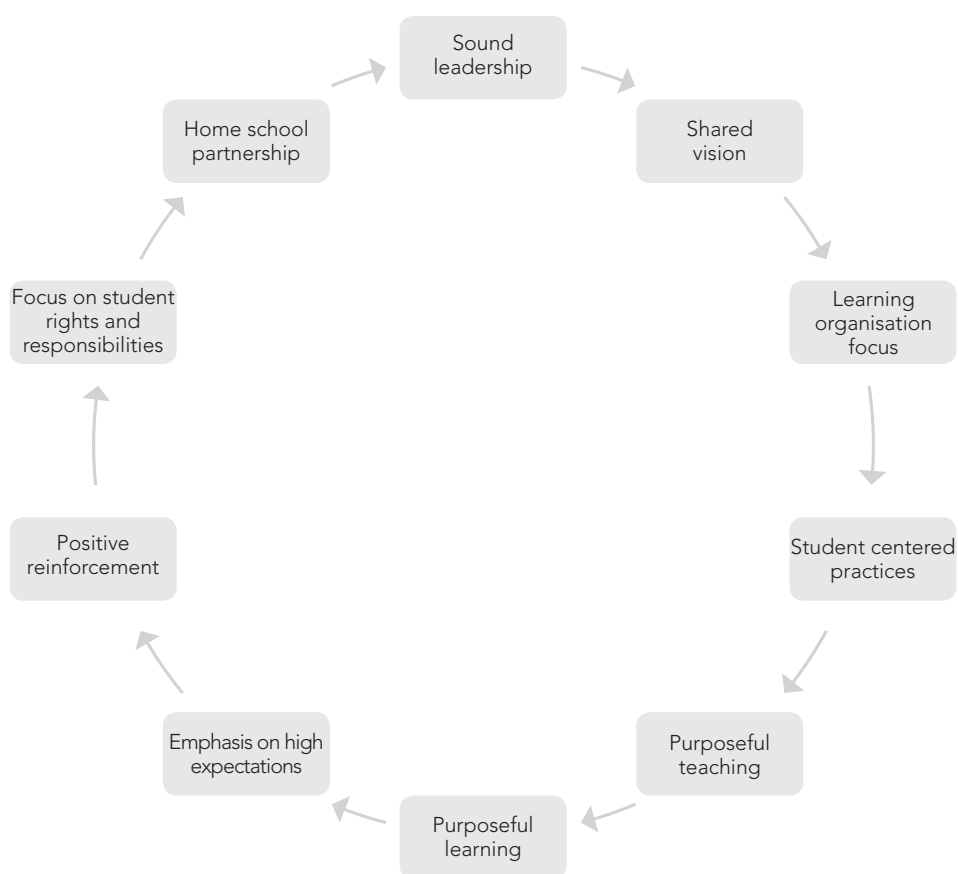 Sound
leadership
Shared
vision
Learning
organisation
focus
Student centered
practices
Purposeful
teaching
Purposeful
learning
Emphasis on high
expectations
Positive
reinforcement
Focus on student
rights and
responsibilities
Home school
partnership